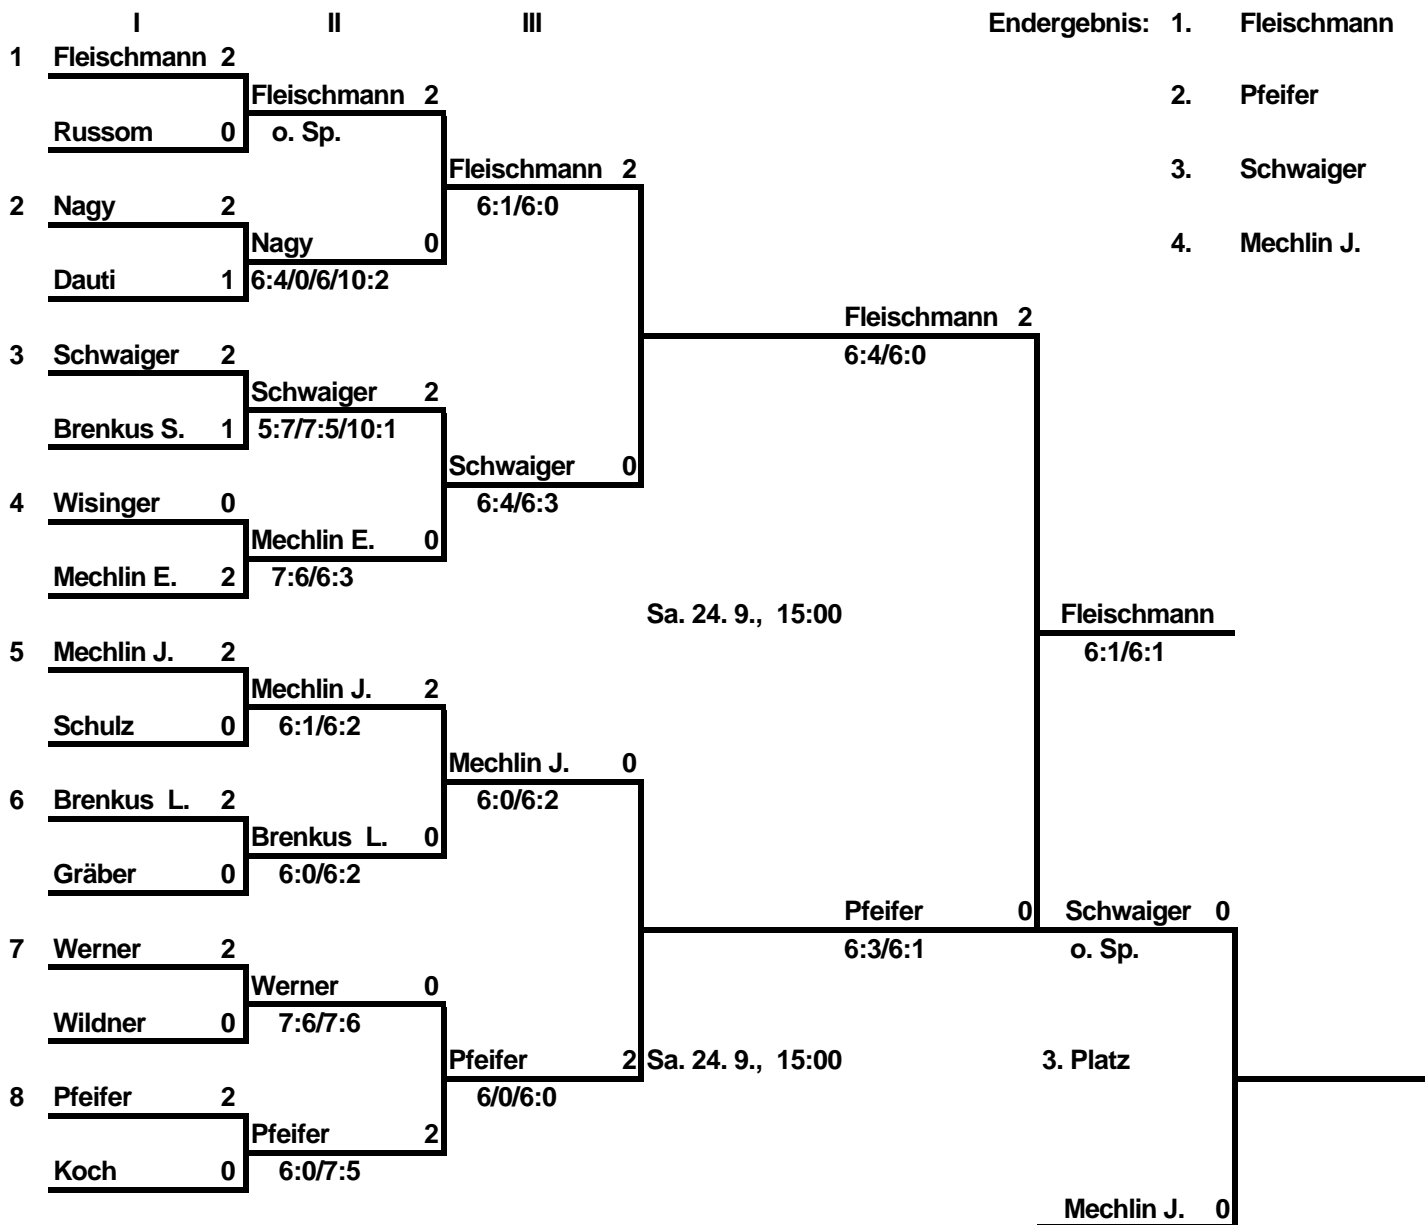 I II III Endergebnis: 1. Fleischmann
1 Fleischmann 2
Fleischmann 2 2. Pfeifer
Russom 0 o. Sp.
Fleischmann 2 3. Schwaiger
2 Nagy 2 6:1/6:0
Nagy 0 4. Mechlin J.
Dauti 1 6:4/0/6/10:2
Fleischmann 2
3 Schwaiger 2 6:4/6:0
Schwaiger 2
Brenkus S. 1 5:7/7:5/10:1
Schwaiger 0
4 Wisinger 0 6:4/6:3
Mechlin E. 0
Mechlin E. 2 7:6/6:3
Sa. 24. 9., 15:00 Fleischmann
5 Mechlin J. 2 6:1/6:1
Mechlin J. 2
Schulz 0 6:1/6:2
Mechlin J. 0
6 Brenkus L. 2 6:0/6:2
Brenkus L. 0
Gräber 0 6:0/6:2
Pfeifer 0 Schwaiger 0
7 Werner 2 6:3/6:1 o. Sp.
Werner 0
Wildner 0 7:6/7:6
Pfeifer 2 Sa. 24. 9., 15:00 3. Platz
8 Pfeifer 2 6/0/6:0
Pfeifer 2
Koch 0 6:0/7:5
Mechlin J. 0